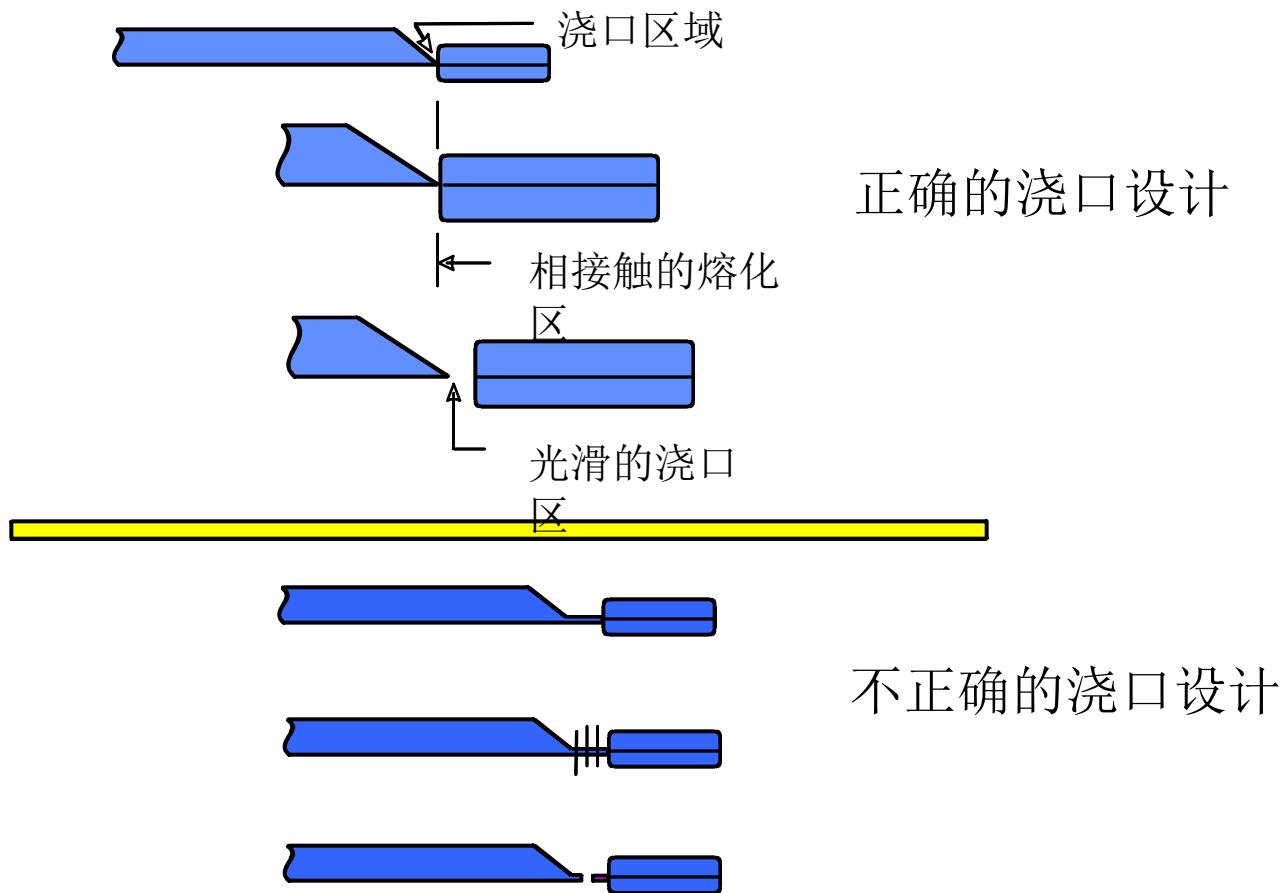 浇口区域
正确的浇口设计
相接触的熔化
区
光滑的浇口
区
不正确的浇口设计